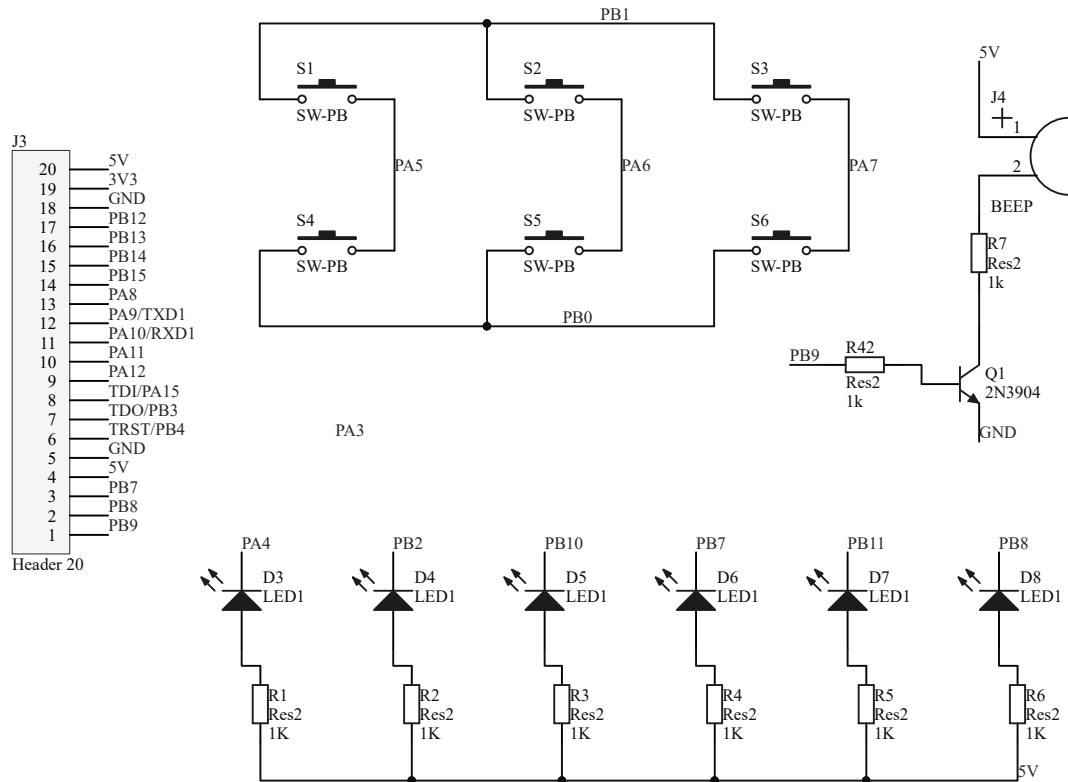 PB1
S1
SW-PB
S2
SW-PB
S3
SW-PB
PA5
PA6
PA7
S4
SW-PB
S5
SW-PB
S6
SW-PB
PB0
5V
J4
1
2
BEEP
R7
Res2
1k
PB9
R42
Res2
1k
Q1
2N3904
GND
J3
20 5V
19 3V3
18 GND
17 PB12
16 PB13
15 PB14
14 PB15
13 PA8
12 PA9/TXD1
11 PA10/RXD1
10 PA11
9 PA12
8 TDI/PA15
7 TDO/PB3
6 TRST/PB4
5 GND
4 5V
3 PB7
2 PB8
1 PB9
Header 20
PA3
PA4
D3
LED1
R1
Res2
1K
PB2
D4
LED1
R2
Res2
1K
PB10
D5
LED1
R3
Res2
1K
PB7
D6
LED1
R4
Res2
1K
PB11
D7
LED1
R5
Res2
1K
PB8
D8
LED1
R6
Res2
1K
5V